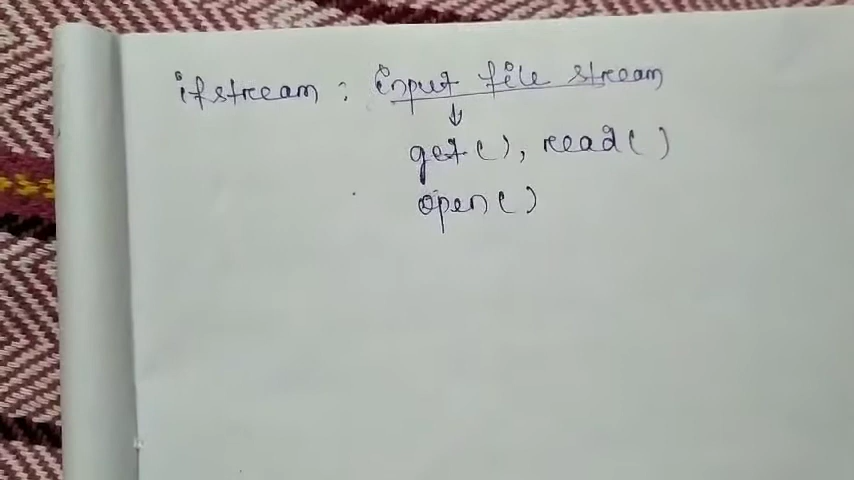 ifstream : input file stream
↓
get(), read()
open()